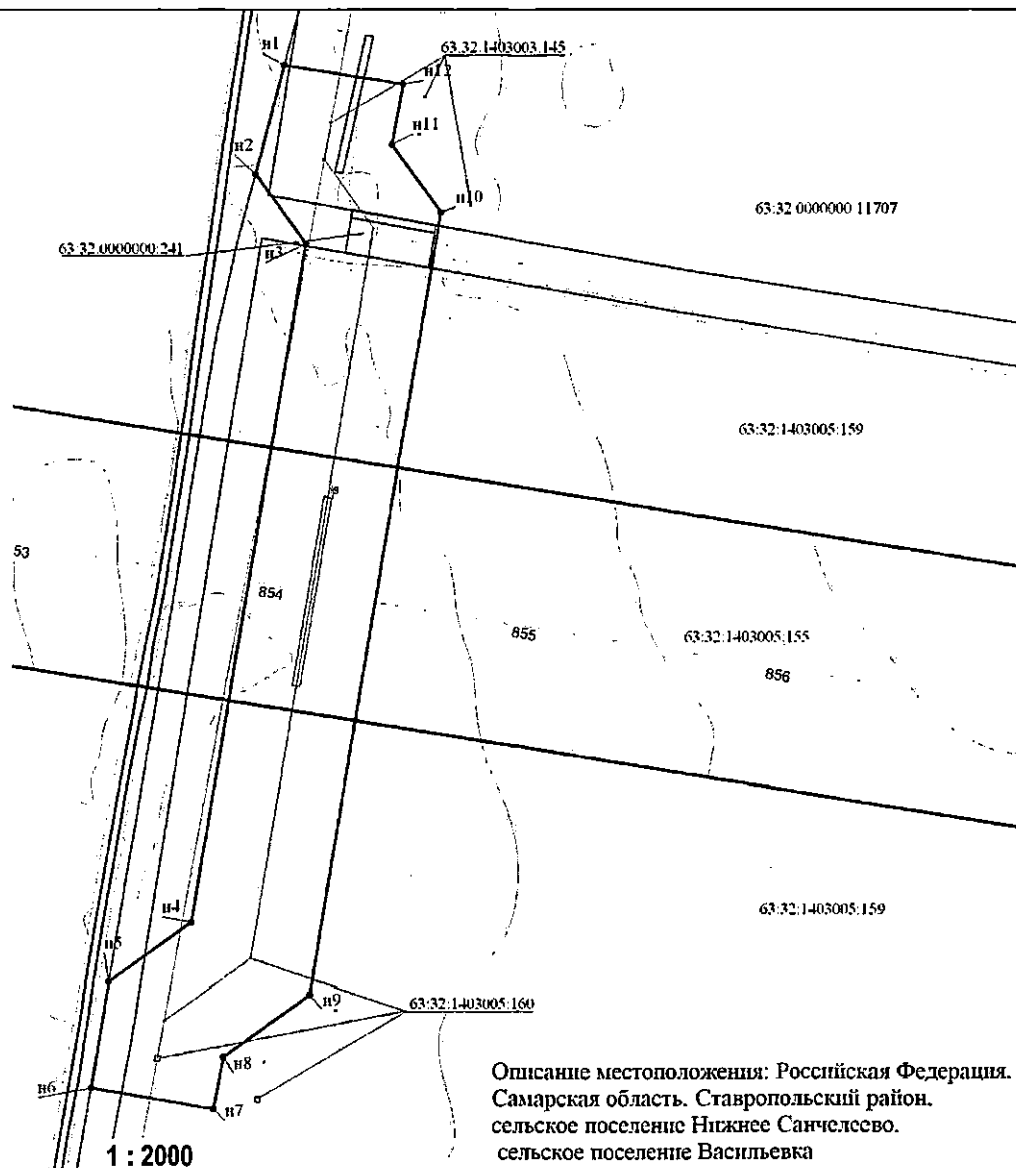 н1
63.32.1403003.145
н12
н11
н2
н10
63:32 0000000 11707
63:32.0000000:241
н3
63:32:1403005:159
53
854
855
63:32:1403005:155
856
н4
63:32:1403005:159
н5
н9
63:32:1403005:160
н8
н6
н7
Описание местоположения: Российская Федерация.
Самарская область. Ставропольский район.
сельское поселение Нижнее Санчелеево.
сельское поселение Васильевка
1 : 2000